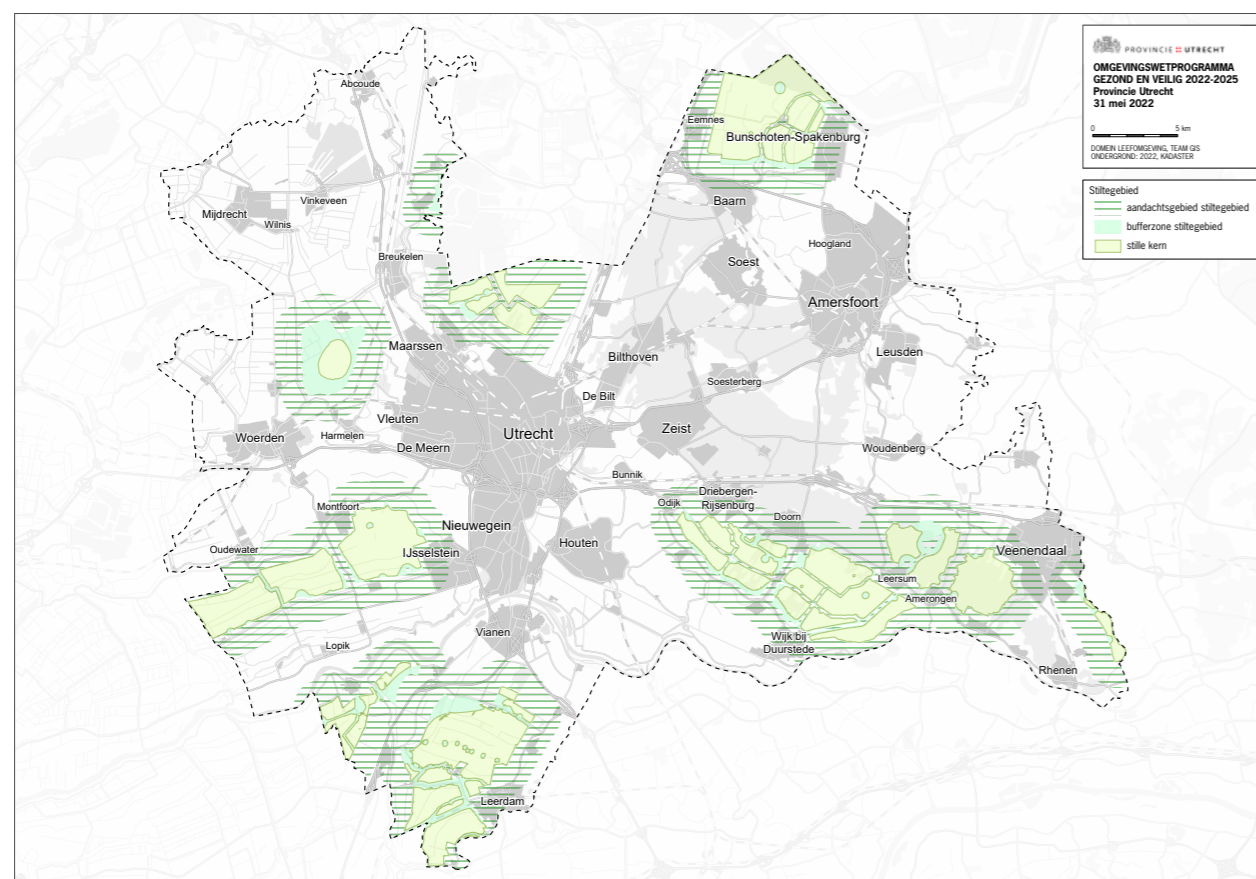 PROVINCIE UTRECHT
OMGEVINGSWETPROGRAMMA
GEZOND EN VEILIG 2022-2025
Provincie Utrecht
31 mei 2022
0 5 km
DOMEIN LEEFOMGEVING, TEAM GIS
ONDERGROND: 2022, KADASTER
Stiltegebied
aandachtsgebied stiltegebied
bufferzone stiltegebied
stille kern
Abcoude
Eemnes
Bunschoten-Spakenburg
Vinkeveen
Mijdrecht
Wilnis
Baarn
Hoogland
Breukelen
Soest
Amersfoort
Maarssen
Bilthoven
Leusden
Soesterberg
De Bilt
Vleuten
Woerden
Harmelen
De Meern
Utrecht
Zeist
Woudenberg
Bunnik
Driebergen-
Rijsenburg
Odijk
Doorn
Montfoort
Nieuwegein
Houten
Oudewater
IJsselstein
Veenendaal
Leersum
Amerongen
Vianen
Wijk bij
Duurstede
Lopik
Rhenen
Leerdam